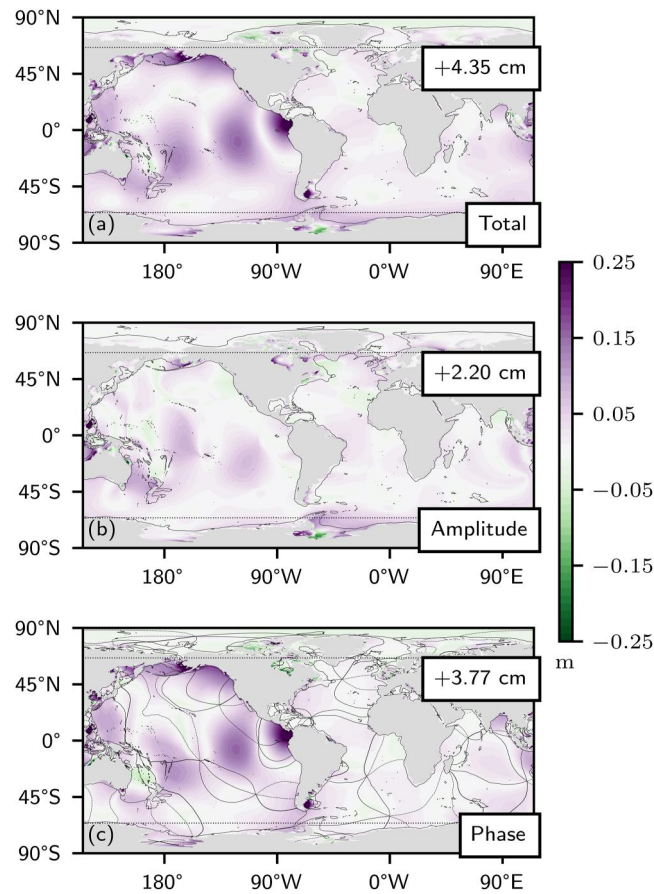 90°N
45°N
0°
45°S
90°S
+4.35 cm
(a)
Total
180°
90°W
0°W
90°E
90°N
45°N
0°
45°S
90°S
+2.20 cm
(b)
Amplitude
180°
90°W
0°W
90°E
90°N
45°N
0°
45°S
90°S
+3.77 cm
(c)
Phase
180°
90°W
0°W
90°E
0.25
0.15
0.05
−0.05
−0.15
−0.25
m